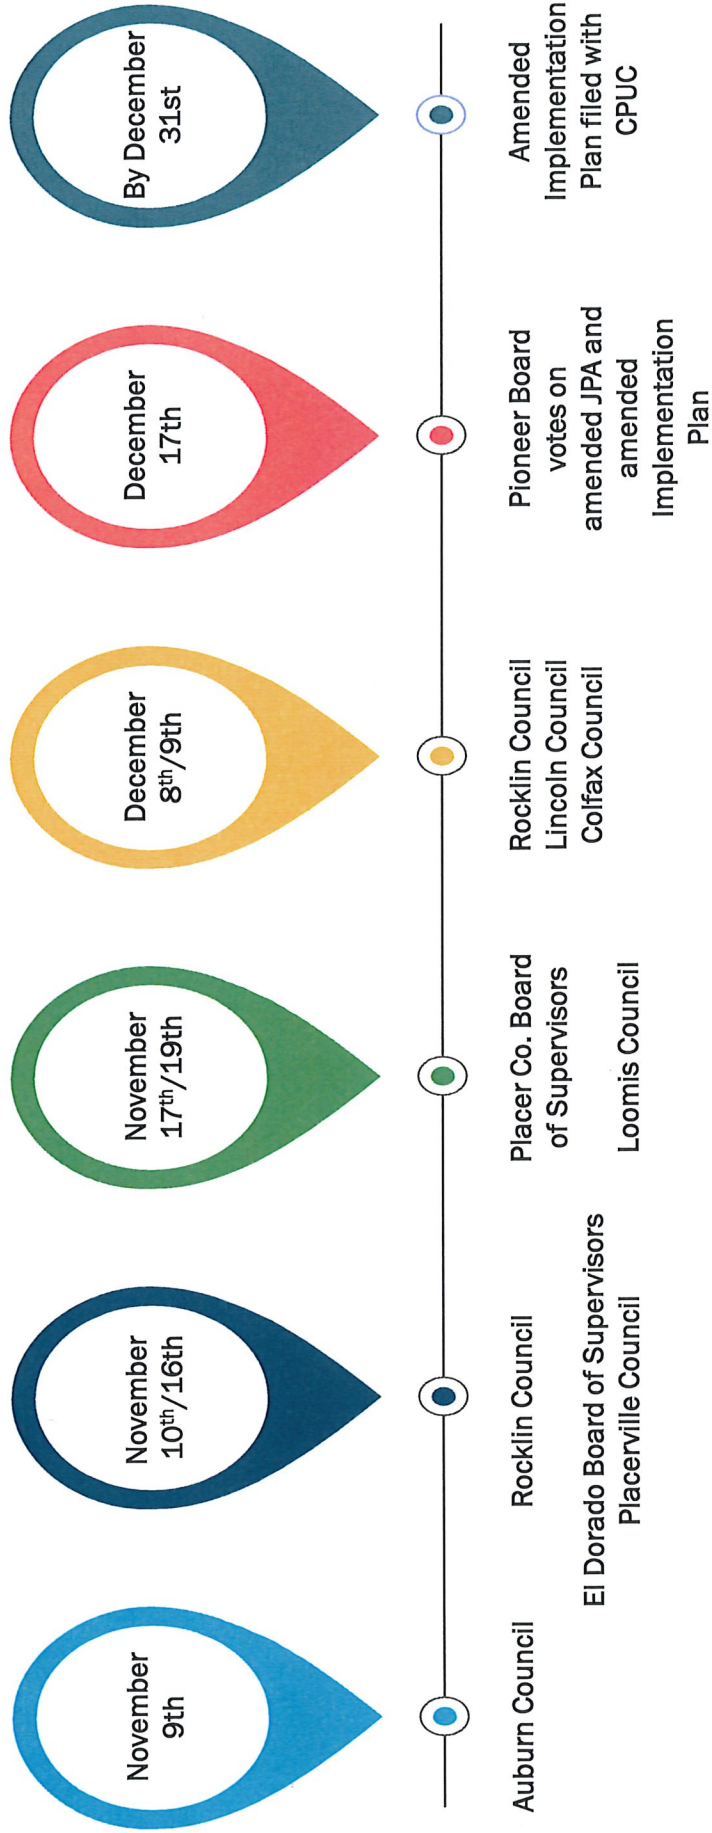 November
9th
Auburn Council
November
10th/16th
Rocklin Council
El Dorado Board of Supervisors
Placerville Council
November
17th/19th
Placer Co. Board
of Supervisors
Loomis Council
December
8th/9th
Rocklin Council
Lincoln Council
Colfax Council
December
17th
Pioneer Board
votes on
amended JPA and
amended
Implementation
Plan
By December
31st
Amended
Implementation
Plan filed with
CPUC